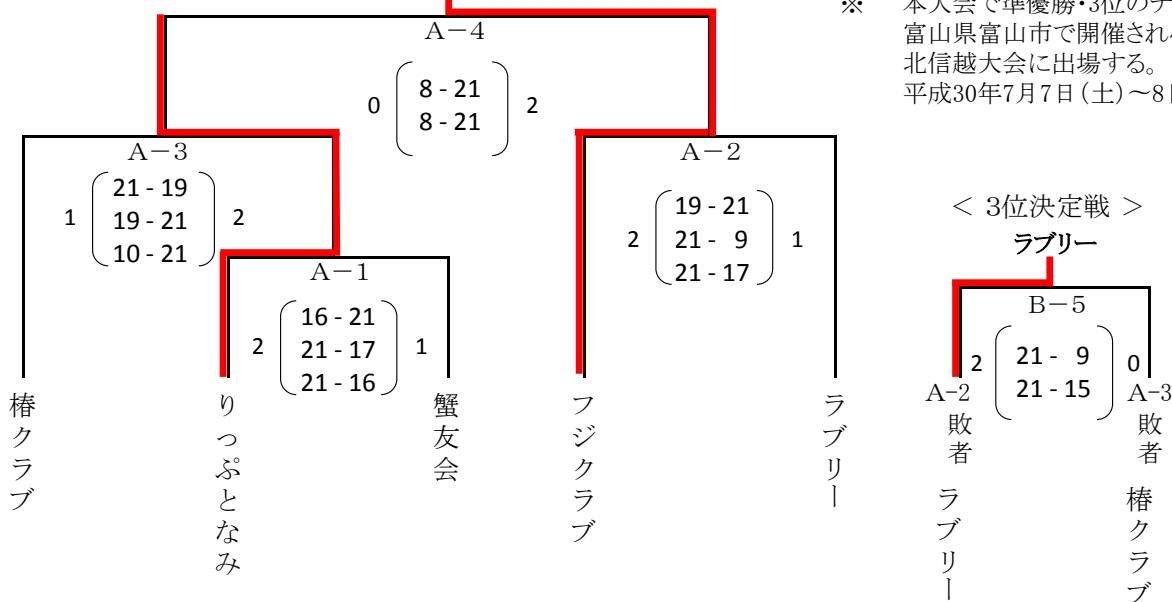 ※ 本大会で準優勝・3位の
富山県富山市で開催され
北信越大会に出場する。
平成30年7月7日(土)～8
A－4
0 8 - 21 2
8 - 21
A－3
21 - 19
1 19 - 21 2
10 - 21
A－2
19 - 21
2 21 - 9 1
21 - 17
A－1
16 - 21
2 21 - 17 1
21 - 16
椿クラブ
りっぷとなみ
蟹友会
フジクラブ
ラブリー
＜ 3位決定戦 ＞
ラブリー
B－5
2 21 - 9 0
21 - 15
A-2
敗者
ラブリー
A-3
敗者
椿クラブ